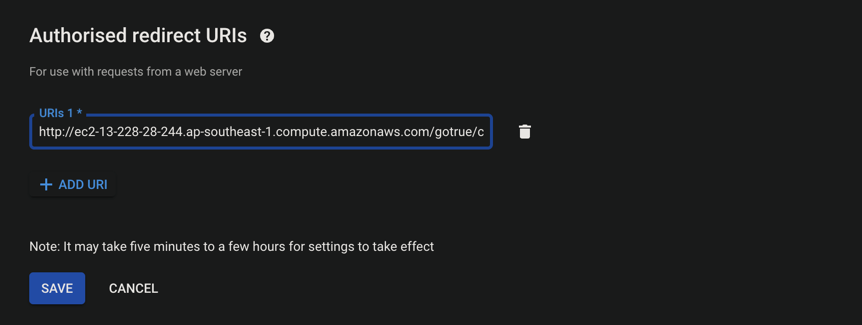 Authorised redirect URIs ?
For use with requests from a web server
URIs 1 *
http://ec2-13-228-28-244.ap-southeast-1.compute.amazonaws.com/gotrue/c
+ ADD URI
Note: It may take five minutes to a few hours for settings to take effect
SAVE CANCEL